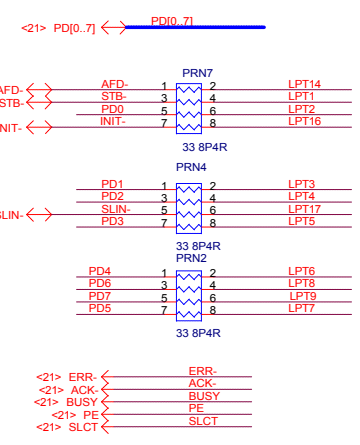 <21> PD[0..7] PD[0..7]
PRN7
AFD- AFD- 1 2 LPT14
STB- STB- 3 4 LPT1
PD0 5 6 LPT2
INIT- INIT- 7 8 LPT16
33 8P4R
PRN4
PD1 1 2 LPT3
PD2 3 4 LPT4
SLIN- SLIN- 5 6 LPT17
PD3 7 8 LPT5
33 8P4R
PRN2
PD4 1 2 LPT6
PD6 3 4 LPT8
PD7 5 6 LPT9
PD5 7 8 LPT7
33 8P4R
<21> ERR- ERR-
<21> ACK- ACK-
<21> BUSY BUSY
<21> PE PE
<21> SLCT SLCT